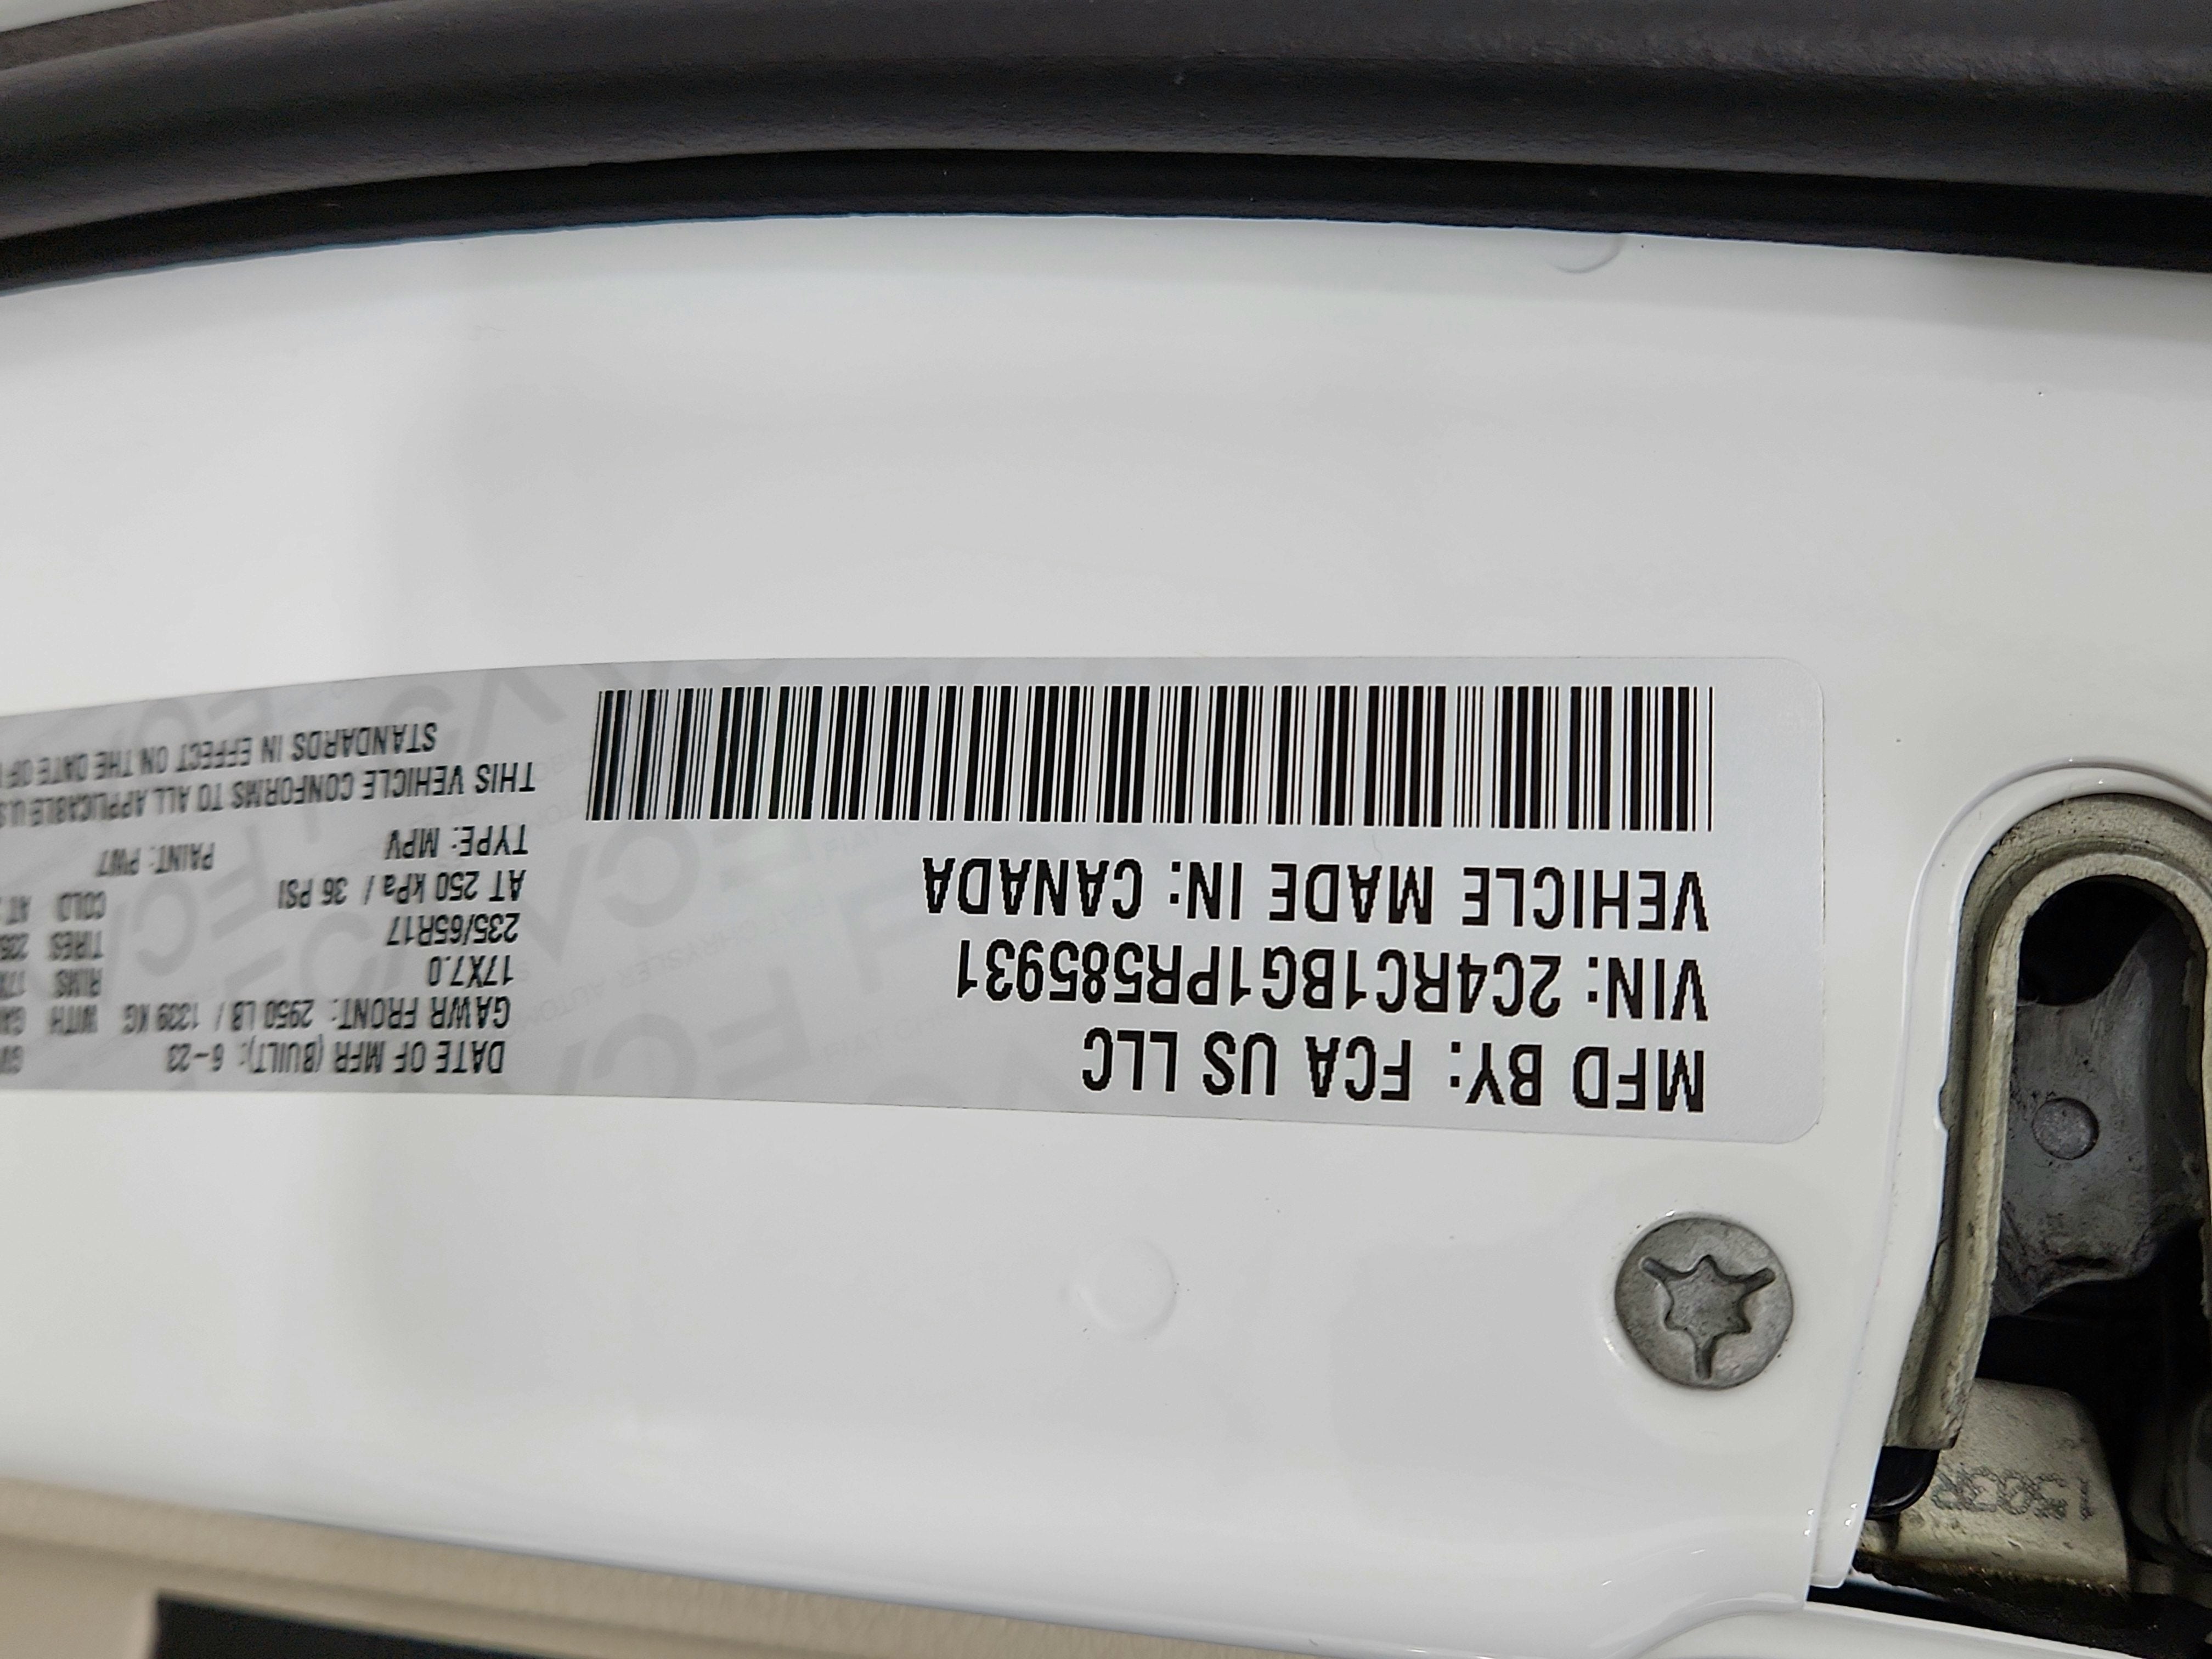 MFD BY: FCA US LLC
VIN: 2C4RC1BG1PR585931
VEHICLE MADE IN: CANADA
DATE OF MFR (BUILT): 6-23
GAWR FRONT: 2950 LB / 1339 KG WITH
17X7.0 RIMS
235/65R17 TIRES
AT 250 kPa / 36 PSI COLD AT
TYPE: MPV PAINT: PW7
THIS VEHICLE CONFORMS TO ALL APPLICABLE U.S
STANDARDS IN EFFECT ON THE DATE OF